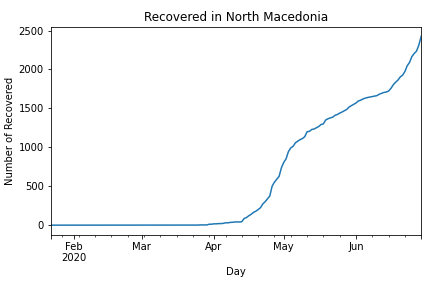 Recovered in North Macedonia
Number of Recovered
2500
2000
1500
1000
500
0
Feb
2020
Mar
Apr
May
Jun
Day